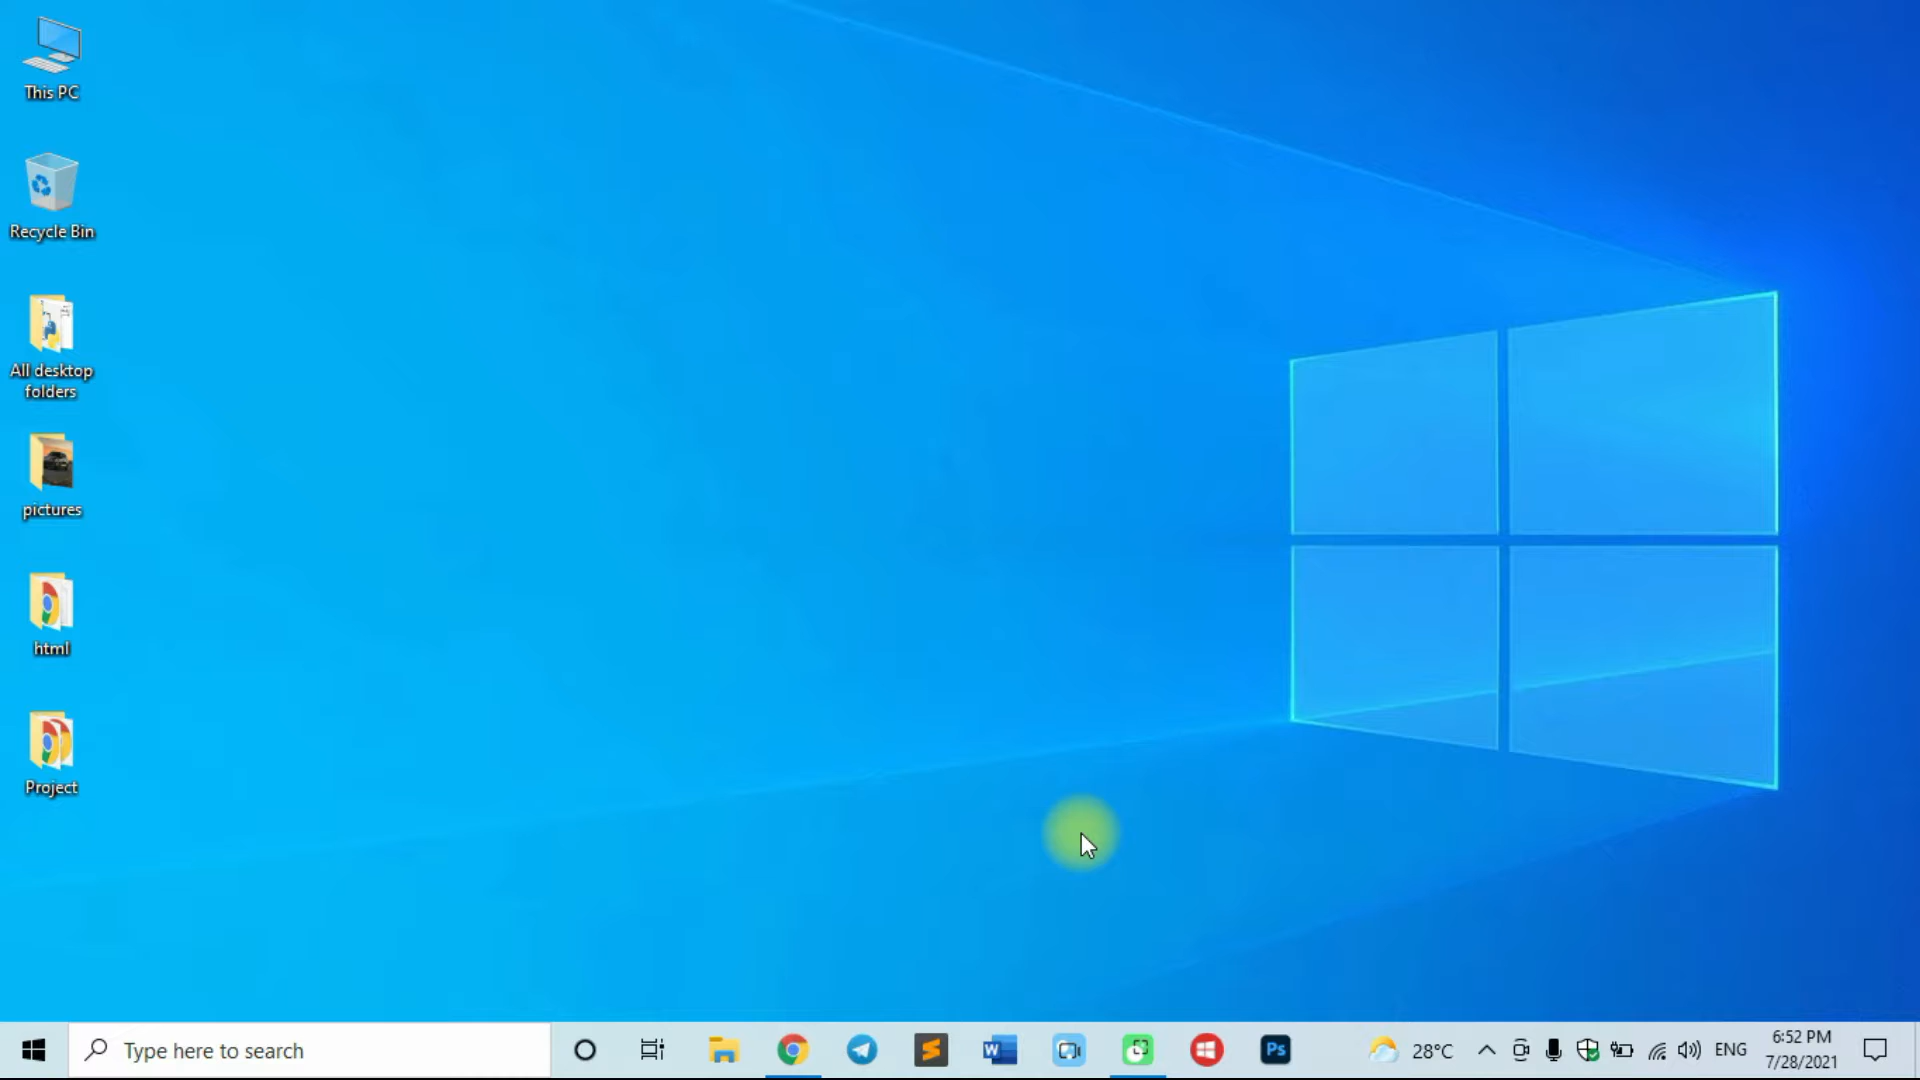 This PC
Recycle Bin
All desktop
folders
pictures
html
Project
Type here to search
W
Ps
28°C
ENG
6:52 PM
7/28/2021